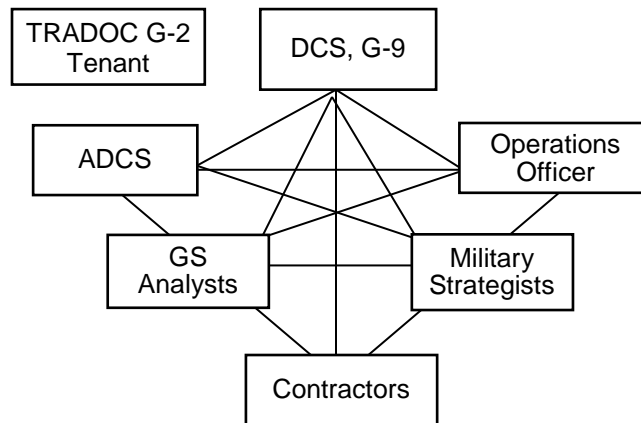 TRADOC G-2
Tenant
DCS, G-9
ADCS
Operations
Officer
GS
Analysts
Military
Strategists
Contractors